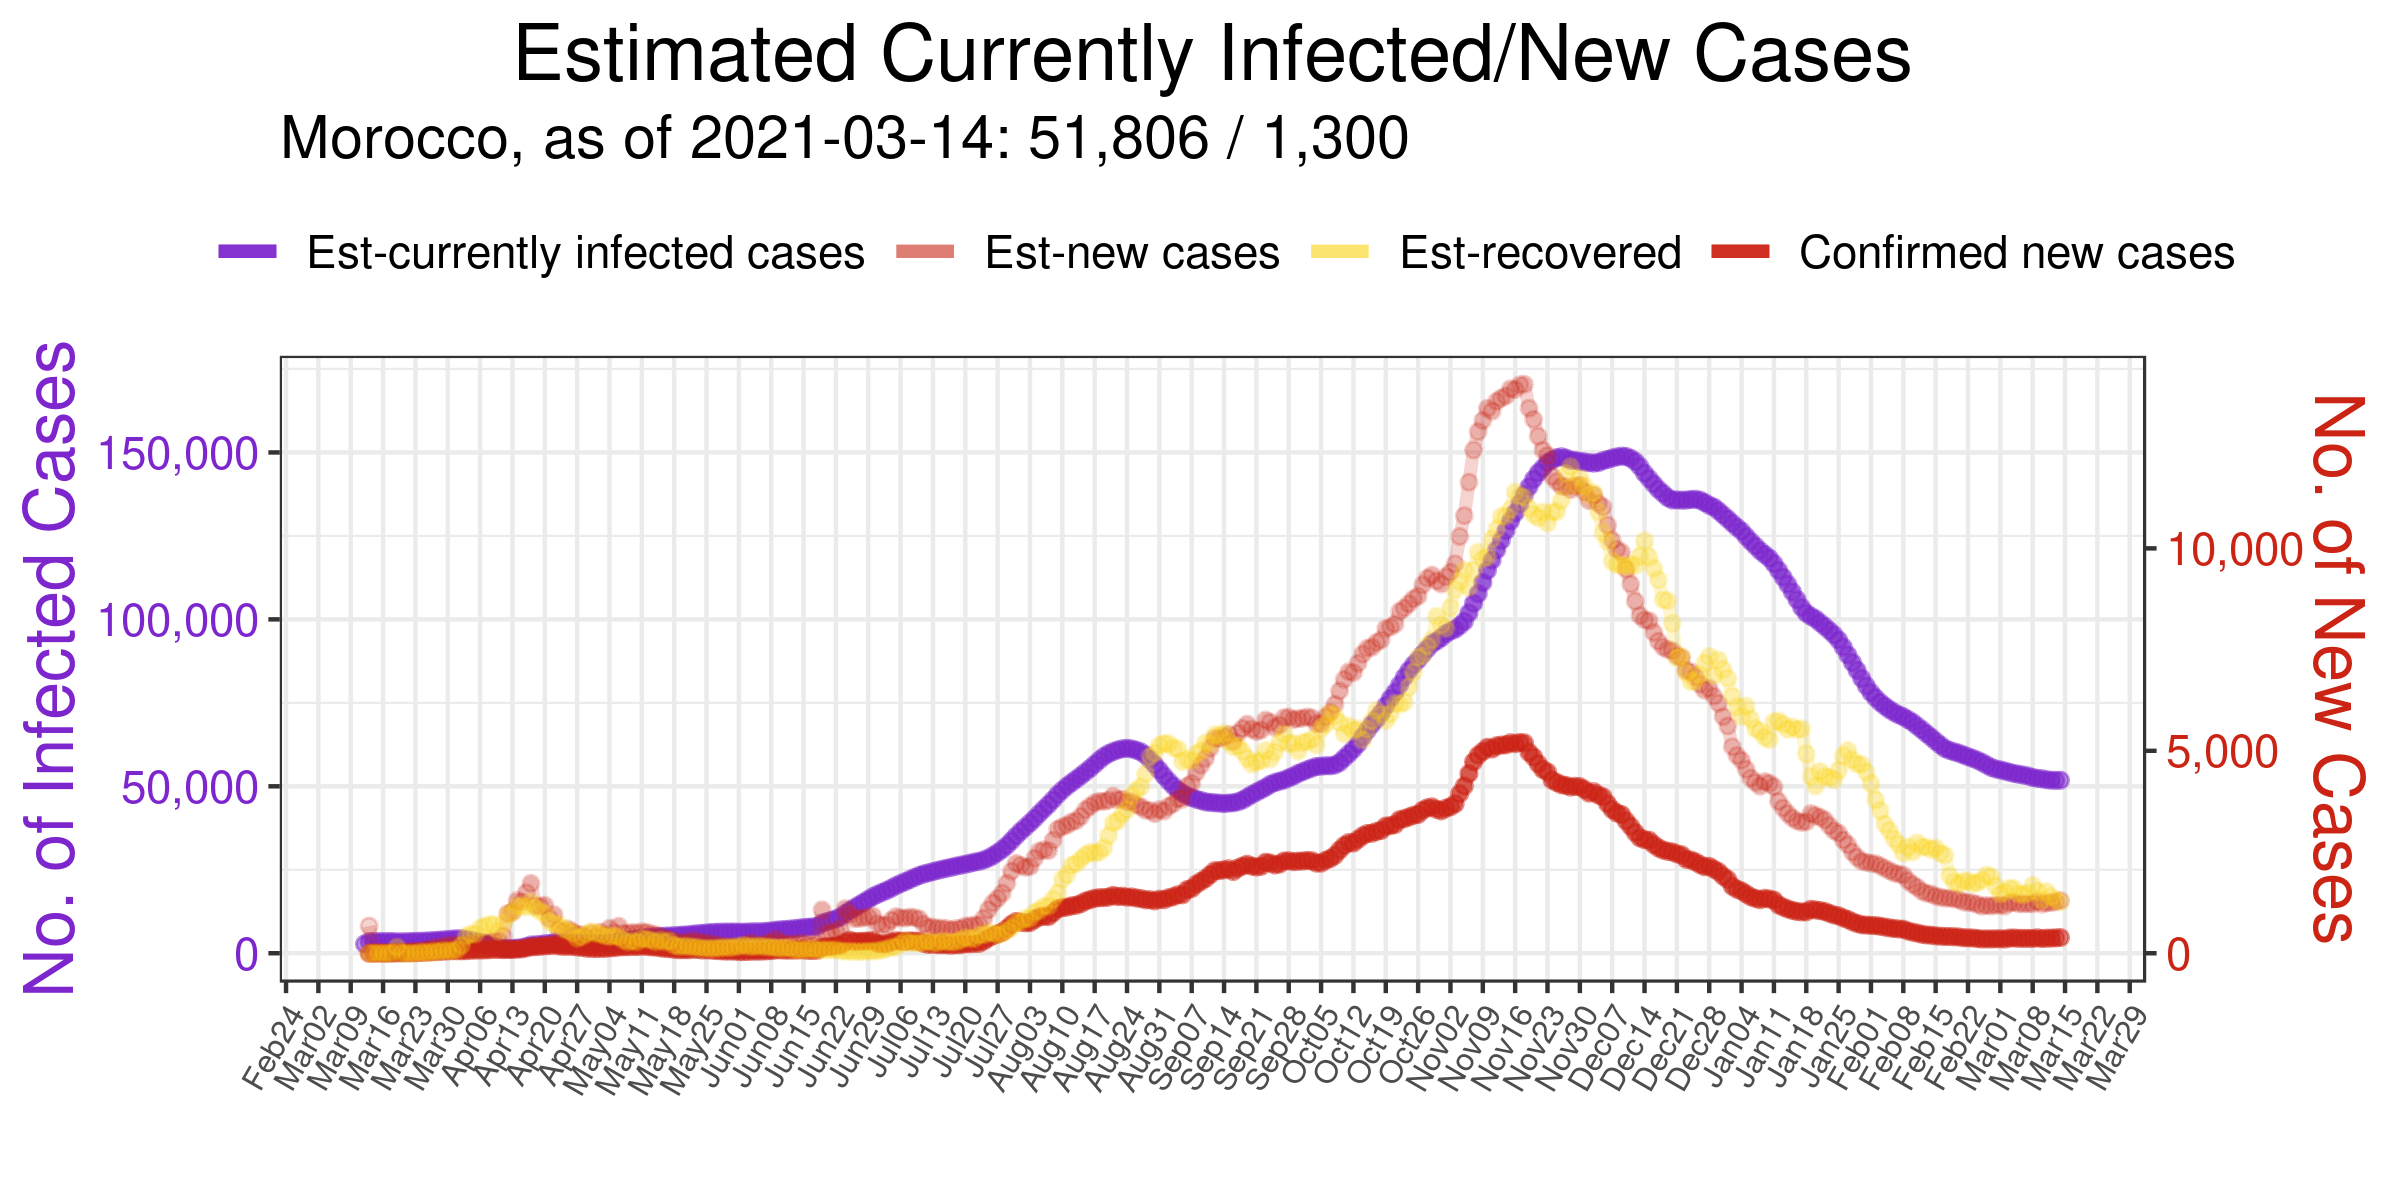 Estimated Currently Infected/New Cases
Morocco, as of 2021-03-14: 51,806 / 1,300
Est-currently infected cases Est-new cases Est-recovered Confirmed new cases
No. of Infected Cases
150,000
100,000
50,000
0
10,000
5,000
0
No. of New Cases
Feb24 Mar02 Mar09 Mar16 Mar23 Mar30 Apr06 Apr13 Apr20 Apr27 May04 May11 May18 May25 Jun01 Jun08 Jun15 Jun22 Jun29 Jul06 Jul13 Jul20 Jul27 Aug03 Aug10 Aug17 Aug24 Aug31 Sep07 Sep14 Sep21 Sep28 Oct05 Oct12 Oct19 Oct26 Nov02 Nov09 Nov16 Nov23 Nov30 Dec07 Dec14 Dec21 Dec28 Jan04 Jan11 Jan18 Jan25 Feb01 Feb08 Feb15 Feb22 Mar01 Mar08 Mar15 Mar22 Mar29